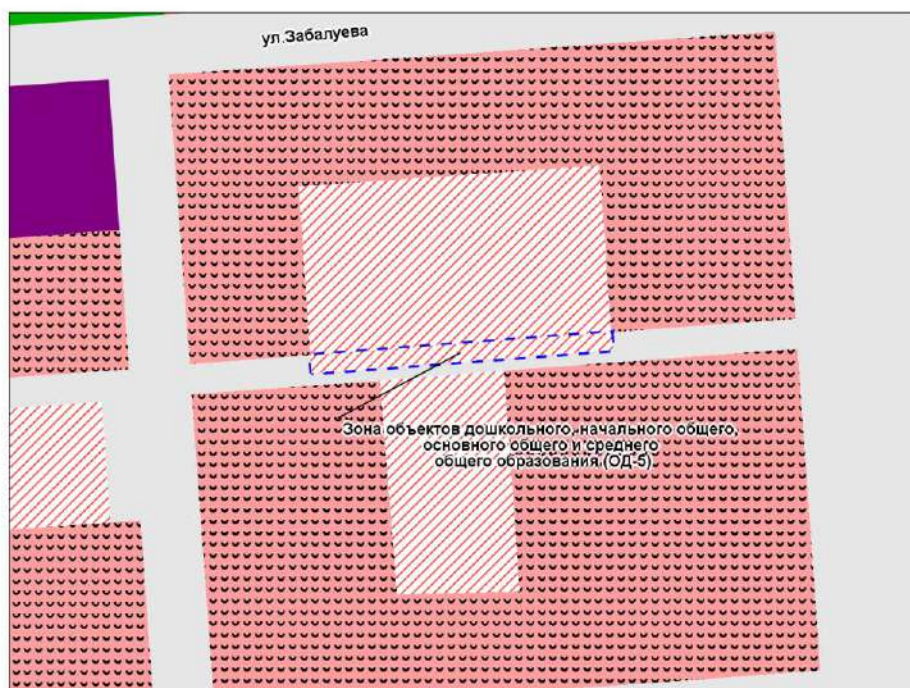 ул.Забалуева
Зона объектов дошкольного, начального общего,
основного общего и среднего
общего образования (ОД-5)